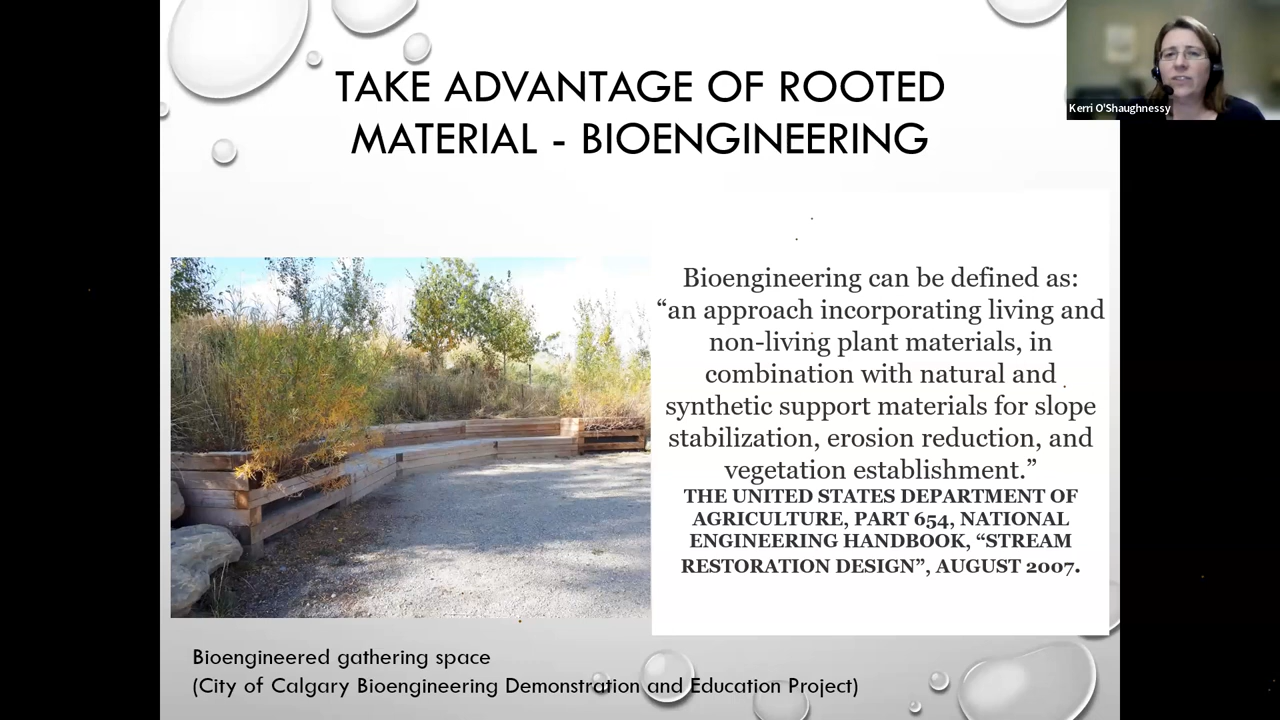 TAKE ADVANTAGE OF ROOTED
MATERIAL - BIOENGINEERING
Kerri O'Shaughnessy
Bioengineering can be defined as:
“an approach incorporating living and
non-living plant materials, in
combination with natural and
synthetic support materials for slope
stabilization, erosion reduction, and
vegetation establishment.”
THE UNITED STATES DEPARTMENT OF
AGRICULTURE, PART 654, NATIONAL
ENGINEERING HANDBOOK, “STREAM
RESTORATION DESIGN”, AUGUST 2007.
Bioengineered gathering space
(City of Calgary Bioengineering Demonstration and Education Project)